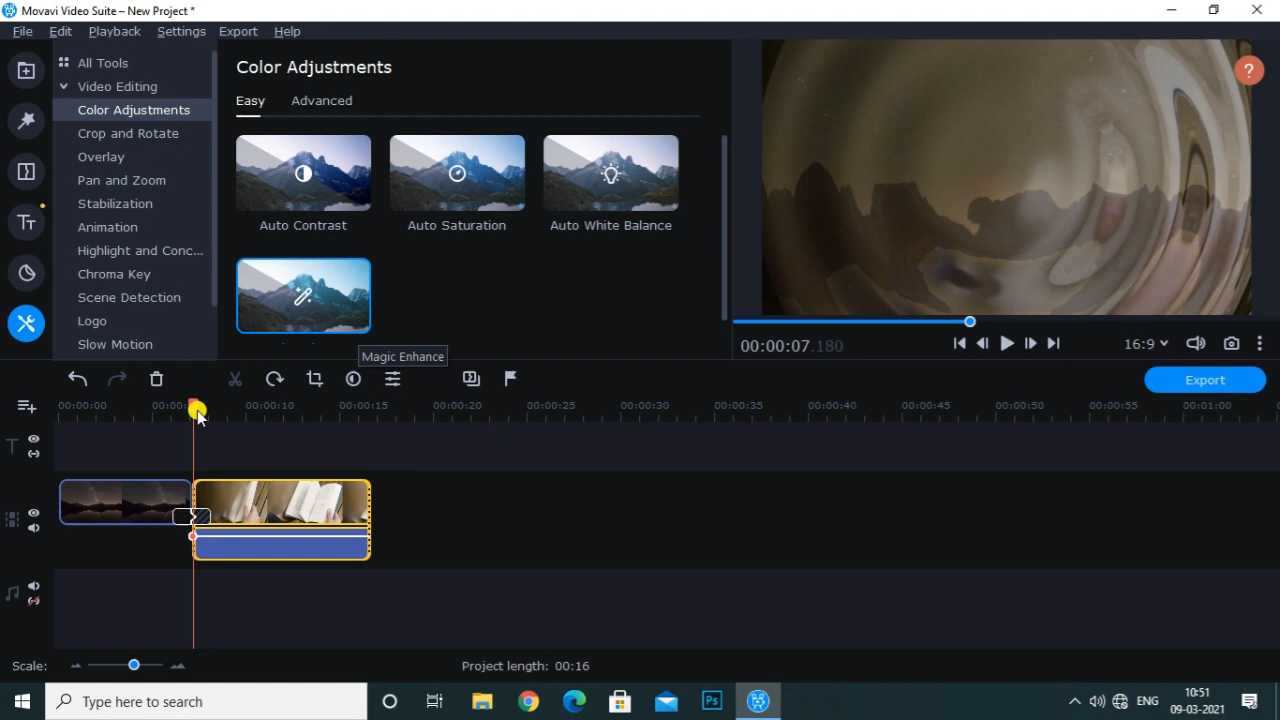 Movavi Video Suite – New Project *
File Edit Playback Settings Export Help
All Tools
Video Editing
Color Adjustments
Crop and Rotate
Overlay
Pan and Zoom
Stabilization
Animation
Highlight and Conc...
Chroma Key
Scene Detection
Logo
Slow Motion
Color Adjustments
Easy Advanced
Auto Contrast Auto Saturation Auto White Balance
Magic Enhance
?
00:00:07.180
16:9
Export
00:00:00 00:00: 00:00:10 00:00:15 00:00:20 00:00:25 00:00:30 00:00:35 00:00:40 00:00:45 00:00:50 00:00:55 00:01:00
Scale:
Project length: 00:16
Type here to search
Ps
ENG
10:51
09-03-2021